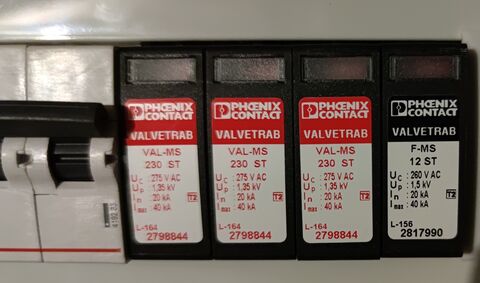 PHŒNIX
CONTACT
VALVETRAB
VAL-MS
230 ST
UC : 275 V AC
Up : 1,35 kV
In : 20 kA
Imax : 40 kA
T2
L-164
2798844
PHŒNIX
CONTACT
VALVETRAB
VAL-MS
230 ST
UC : 275 V AC
Up : 1,35 kV
In : 20 kA
Imax : 40 kA
T2
L-164
2798844
PHŒNIX
CONTACT
VALVETRAB
VAL-MS
230 ST
UC : 275 V AC
Up : 1,35 kV
In : 20 kA
Imax : 40 kA
T2
L-164
2798844
PHŒNIX
CONTACT
VALVETRAB
F-MS
12 ST
UC : 260 V AC
Up : 1,5 kV
In : 20 kA
Imax : 40 kA
T2
L-156
2817990